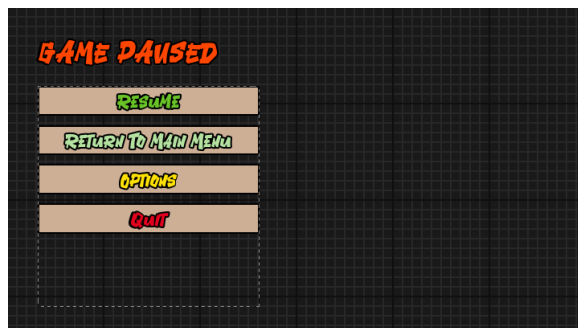 GAME PAUSED
RESUME
RETURN TO MAIN MENU
OPTIONS
QUIT